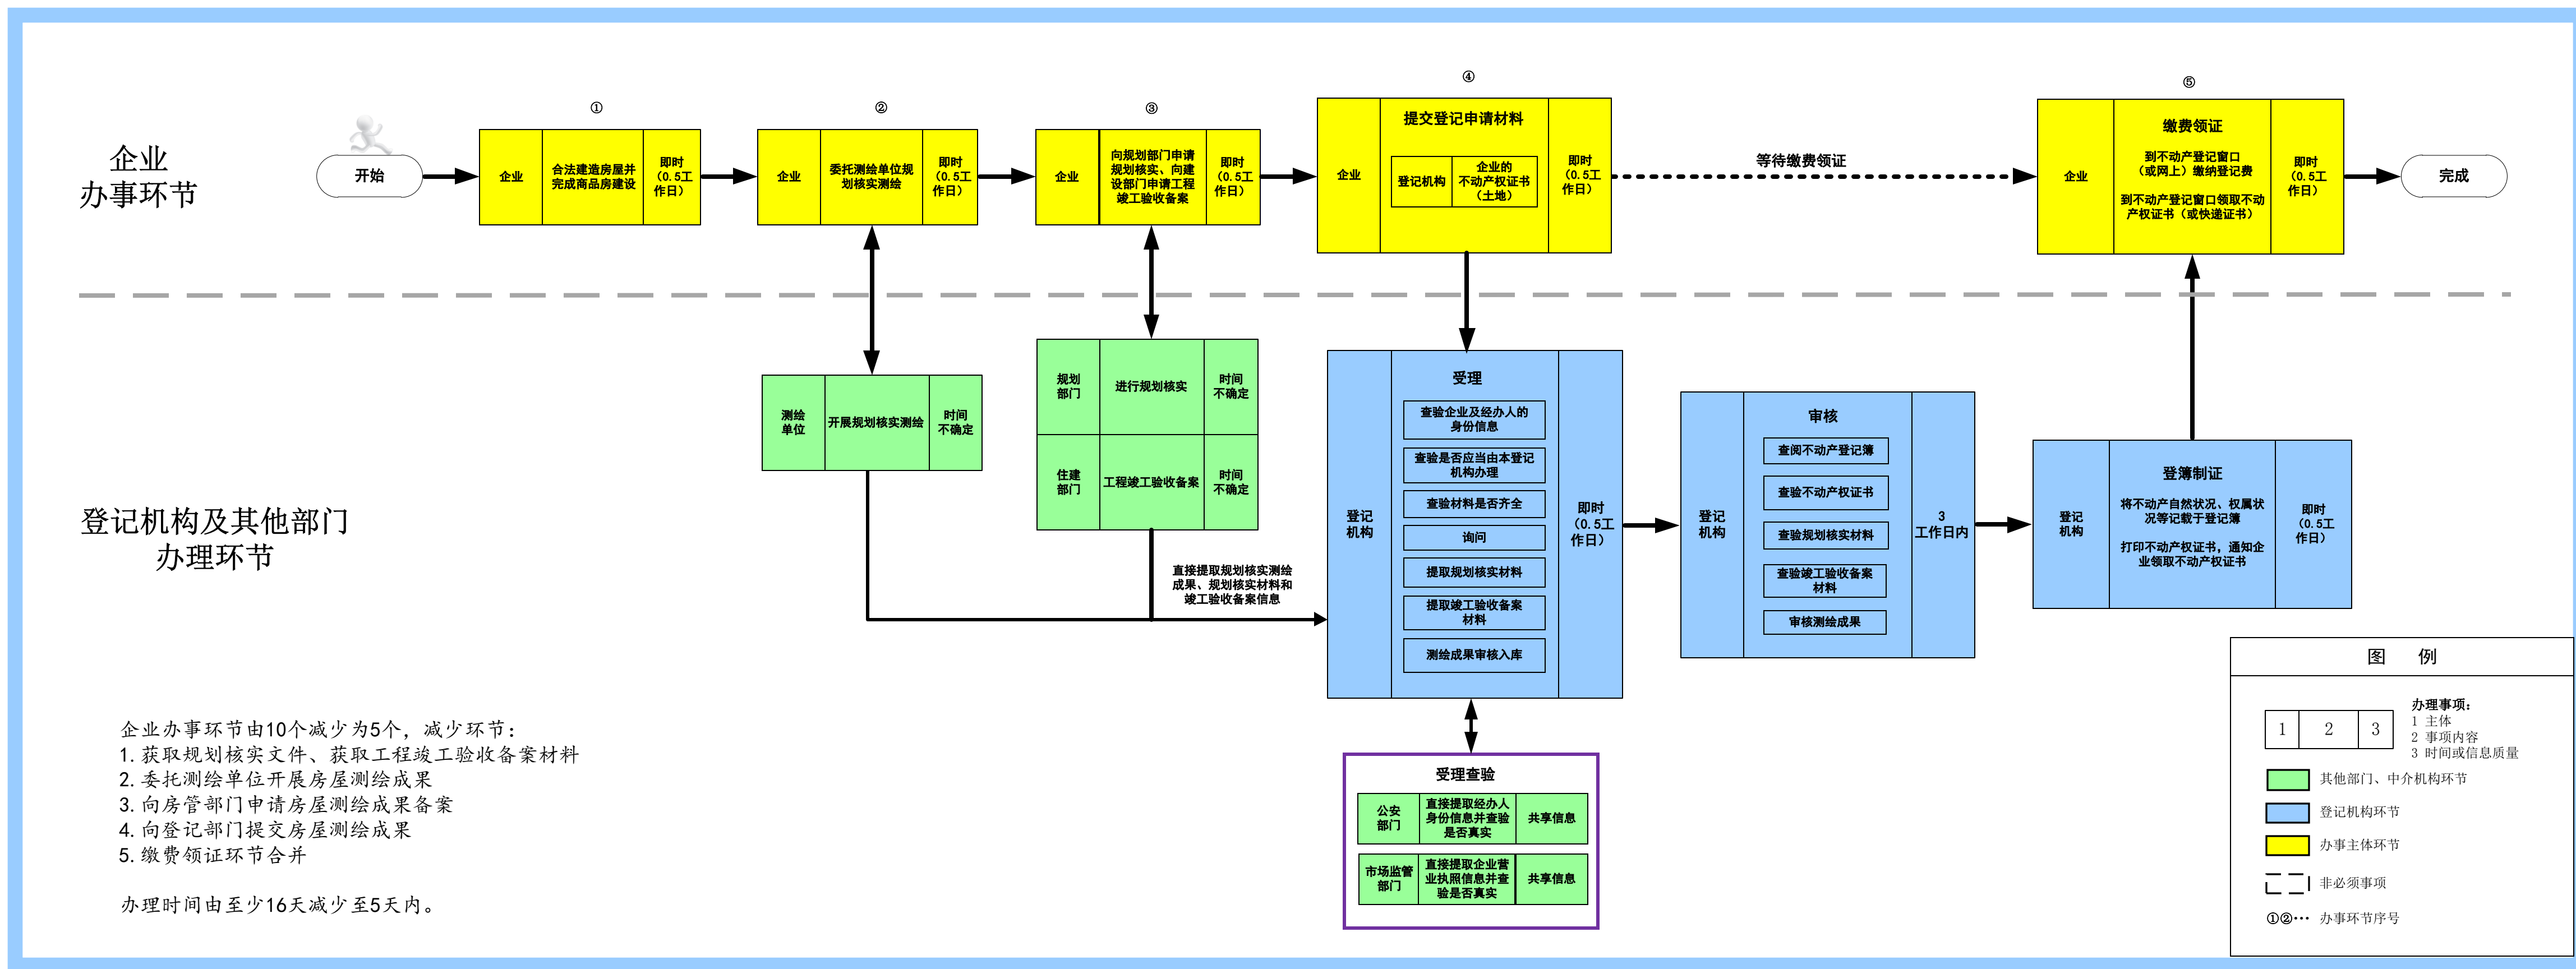 企业
办事环节
开始
①
企业
合法建造房屋并
完成商品房建设
即时
（0.5工
作日）
②
企业
委托测绘单位规
划核实测绘
即时
（0.5工
作日）
③
企业
向规划部门申请
规划核实、向建
设部门申请工程
竣工验收备案
即时
（0.5工
作日）
④
企业
提交登记申请材料
登记机构
企业的
不动产权证书
（土地）
即时
（0.5工
作日）
等待缴费领证
⑤
企业
缴费领证
到不动产登记窗口
（或网上）缴纳登记费
到不动产登记窗口领取不动
产权证书（或快递证书）
即时
（0.5工
作日）
完成
登记机构及其他部门
办理环节
测绘
单位
开展规划核实测绘
时间
不确定
规划
部门
进行规划核实
时间
不确定
住建
部门
工程竣工验收备案
时间
不确定
直接提取规划核实测绘
成果、规划核实材料和
竣工验收备案信息
登记
机构
受理
查验企业及经办人的
身份信息
查验是否应当由本登记
机构办理
查验材料是否齐全
询问
提取规划核实材料
提取竣工验收备案
材料
测绘成果审核入库
即时
（0.5工
作日）
登记
机构
审核
查阅不动产登记簿
查验不动产权证书
查验规划核实材料
查验竣工验收备案
材料
审核测绘成果
3
工作日内
登记
机构
登簿制证
将不动产自然状况、权属状
况等记载于登记簿
打印不动产权证书，通知企
业领取不动产权证书
即时
（0.5工
作日）
受理查验
公安
部门
直接提取经办人
身份信息并查验
是否真实
共享信息
市场监管
部门
直接提取企业营
业执照信息并查
验是否真实
共享信息
企业办事环节由10个减少为5个，减少环节：
1.获取规划核实文件、获取工程竣工验收备案材料
2.委托测绘单位开展房屋测绘成果
3.向房管部门申请房屋测绘成果备案
4.向登记部门提交房屋测绘成果
5.缴费领证环节合并
办理时间由至少16天减少至5天内。
图 例
1 2 3
办理事项：
1 主体
2 事项内容
3 时间或信息质量
其他部门、中介机构环节
登记机构环节
办事主体环节
非必须事项
①②… 办事环节序号